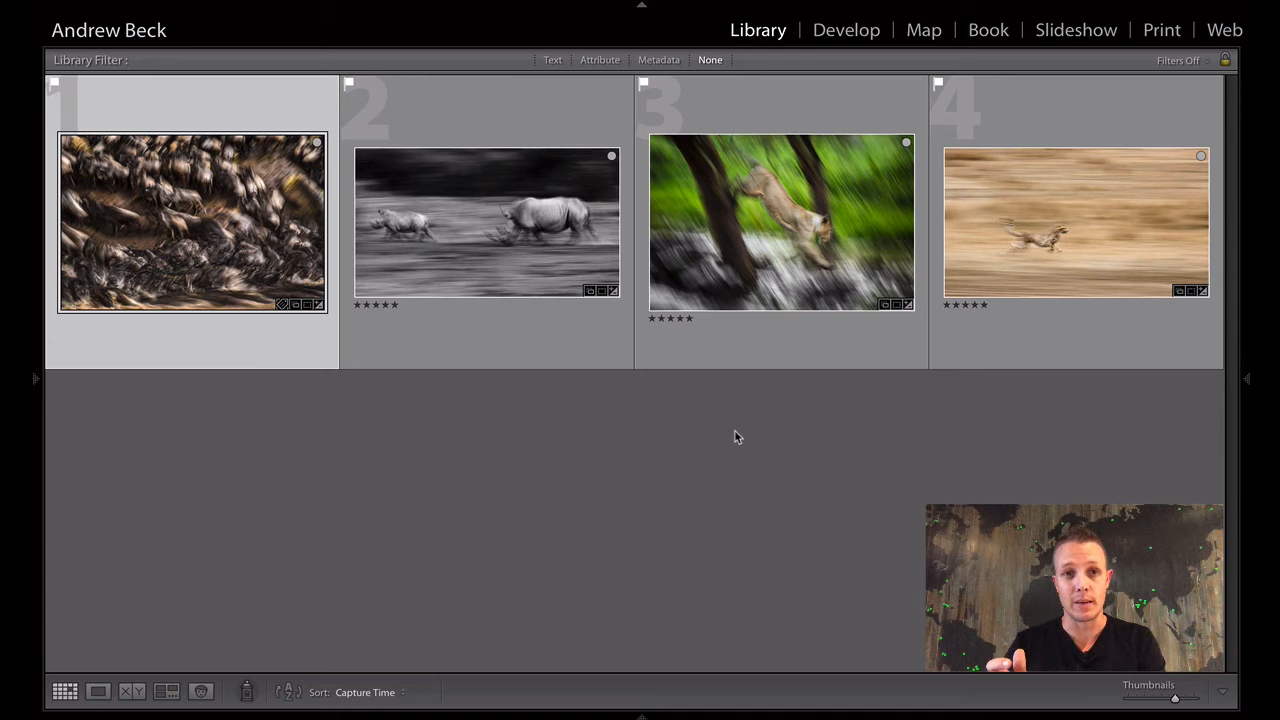 Andrew Beck
Library | Develop | Map | Book | Slideshow | Print | Web
Library Filter :
Text Attribute Metadata None
Filters Off
1 2 3 4
★★★★★ ★★★★★ ★★★★★
XY
Sort: Capture Time
Thumbnails